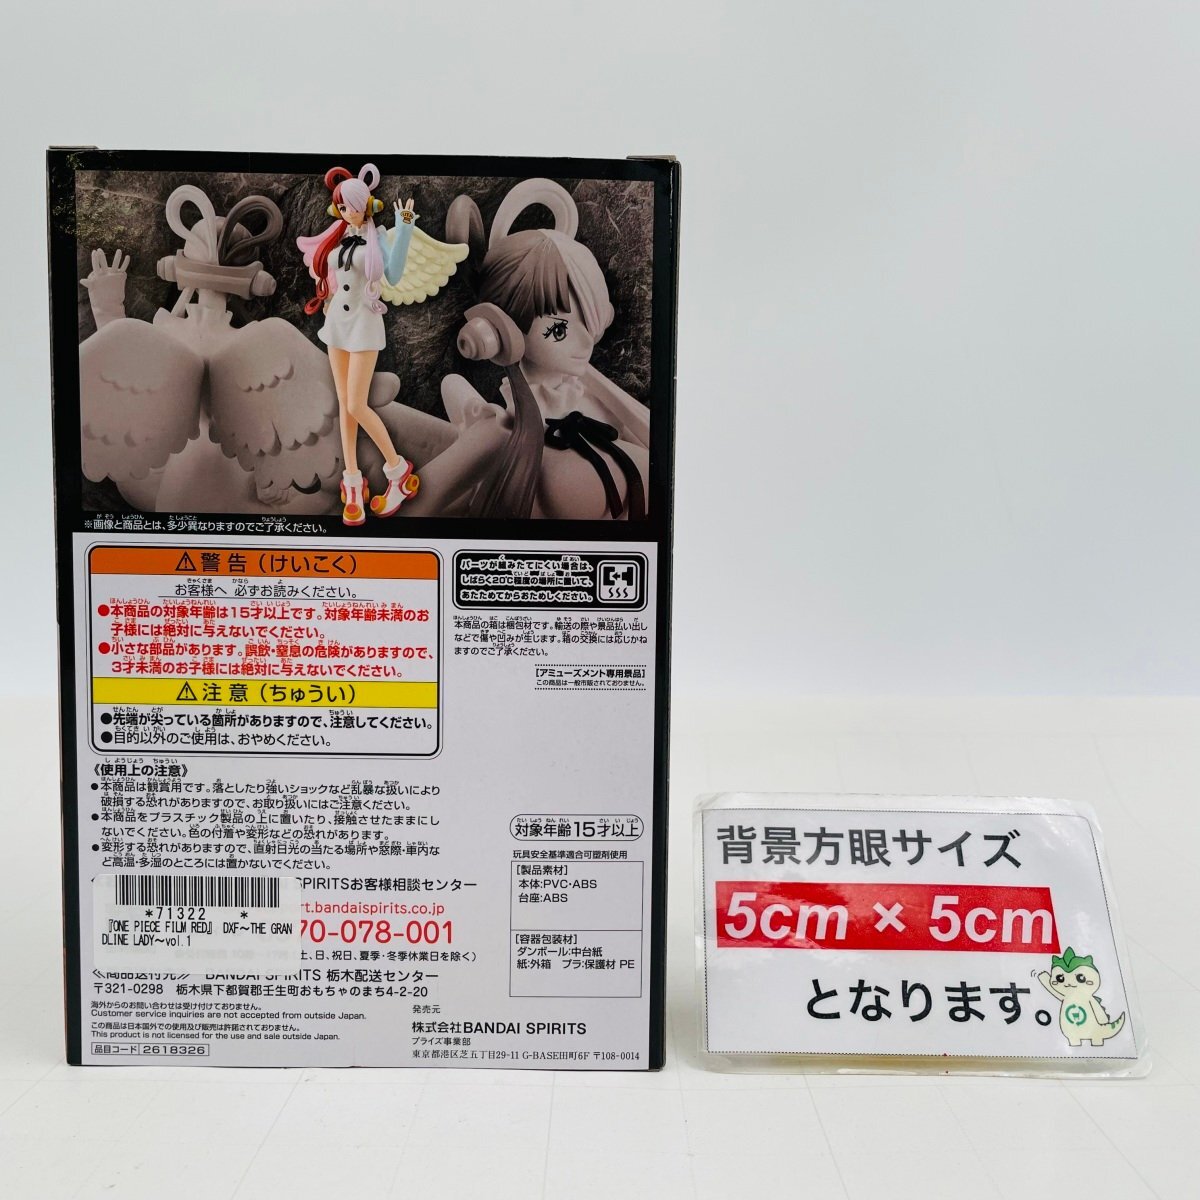 ※画像と商品とは、多少異なりますのでご了承ください。
⚠警告（けいこく）
お客様へ 必ずお読みください。
●本商品の対象年齢は15才以上です。対象年齢未満のお
子様には絶対に与えないでください。
●小さな部品があります。誤飲・窒息の危険がありますので、
3才未満のお子様には絶対に与えないでください。
⚠注意（ちゅうい）
●先端が尖っている箇所がありますので、注意してください。
●目的以外のご使用は、おやめください。
《使用上の注意》
●本商品は観賞用です。落としたり強いショックなど乱暴な扱いにより
破損する恐れがありますので、お取り扱いにはご注意ください。
●本商品をプラスチック製品の上に置いたり、接触させたままにし
ないでください。色の付着や変形などの恐れがあります。
●変形する恐れがありますので、直射日光の当たる場所や窓際・車内な
ど高温・多湿のところには置かないでください。
SPIRITSお客様相談センター
rt.bandaispirits.co.jp
70-078-001
土、日、祝日、夏季・冬季休業日を除く）
*71322 *
『ONE PIECE FILM RED』 DXF～THE GRAN
DLINE LADY～vol.1
≪商品送付先≫ BANDAI SPIRITS 栃木配送センター
〒321-0298 栃木県下都賀郡壬生町おもちゃのまち4-2-20
海外からのお問い合わせは受け付けておりません。
Customer service inquiries are not accepted from outside Japan.
この商品は日本国外での使用及び販売は許諾されておりません。
This product is not licensed for the use and sale outside Japan.
品目コード 2618326
パーツが組みたてにくい場合は、
しばらく20℃程度の場所に置いて、
あたためてからおためしください。
本商品の箱は梱包材です。輸送の際や景品払い出し
などで傷や凹みが生じます。箱の交換には応じかね
ますのでご了承ください。
［アミューズメント専用景品］
この商品は一般市販されておりません。
対象年齢15才以上
玩具安全基準適合可塑剤使用
［製品素材］
本体:PVC・ABS
台座:ABS
［容器包装材］
ダンボール:中台紙
紙:外箱 プラ:保護材 PE
発売元
株式会社BANDAI SPIRITS
プライズ事業部
東京都港区芝五丁目29-11 G-BASE田町6F 〒108-0014
背景方眼サイズ
5cm × 5cm
となります。